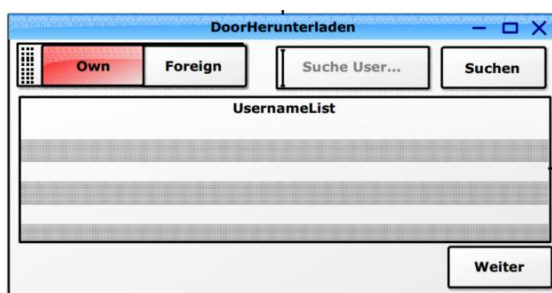 DoorHerunterladen
Own Foreign Suche User... Suchen
UsernameList
Weiter